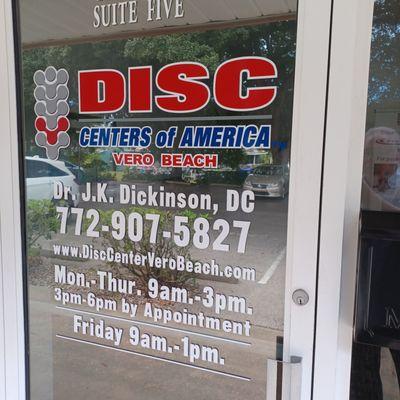 SUITE FIVE
DISC
CENTERS of AMERICA
VERO BEACH
Dr. J.K. Dickinson, DC
772-907-5827
www.DiscCenterVeroBeach.com
Mon.-Thur. 9am.-3pm.
3pm-6pm by Appointment
Friday 9am.-1pm.